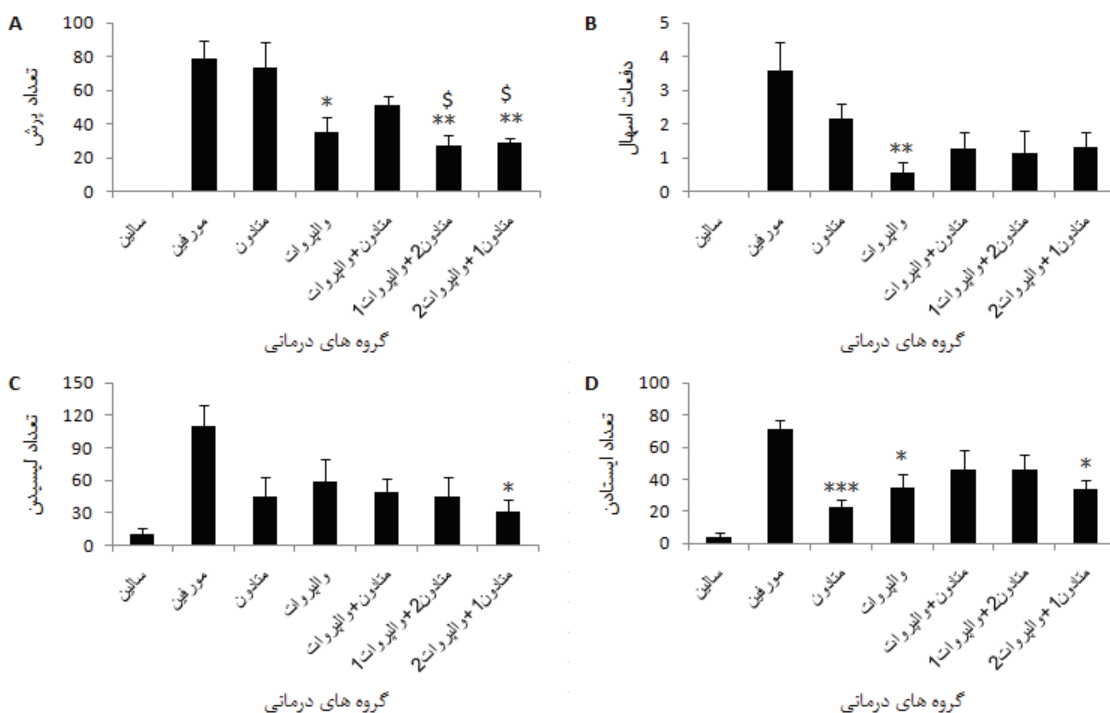 A
تعداد پرش
100
80
60
40
20
0
*
$
**
$
**
سالین
مورفین
متادون
والپروات
متادون+والپروات
متادون2+والپروات1
متادون1+والپروات2
گروه های درمانی
B
دفعات اسهال
5
4
3
2
1
0
**
سالین
مورفین
متادون
والپروات
متادون+والپروات
متادون2+والپروات1
متادون1+والپروات2
گروه های درمانی
C
تعداد لیسیدن
150
120
90
60
30
0
*
سالین
مورفین
متادون
والپروات
متادون+والپروات
متادون2+والپروات1
متادون1+والپروات2
گروه های درمانی
D
تعداد ایستادن
100
80
60
40
20
0
***
*
*
سالین
مورفین
متادون
والپروات
متادون+والپروات
متادون2+والپروات1
متادون1+والپروات2
گروه های درمانی